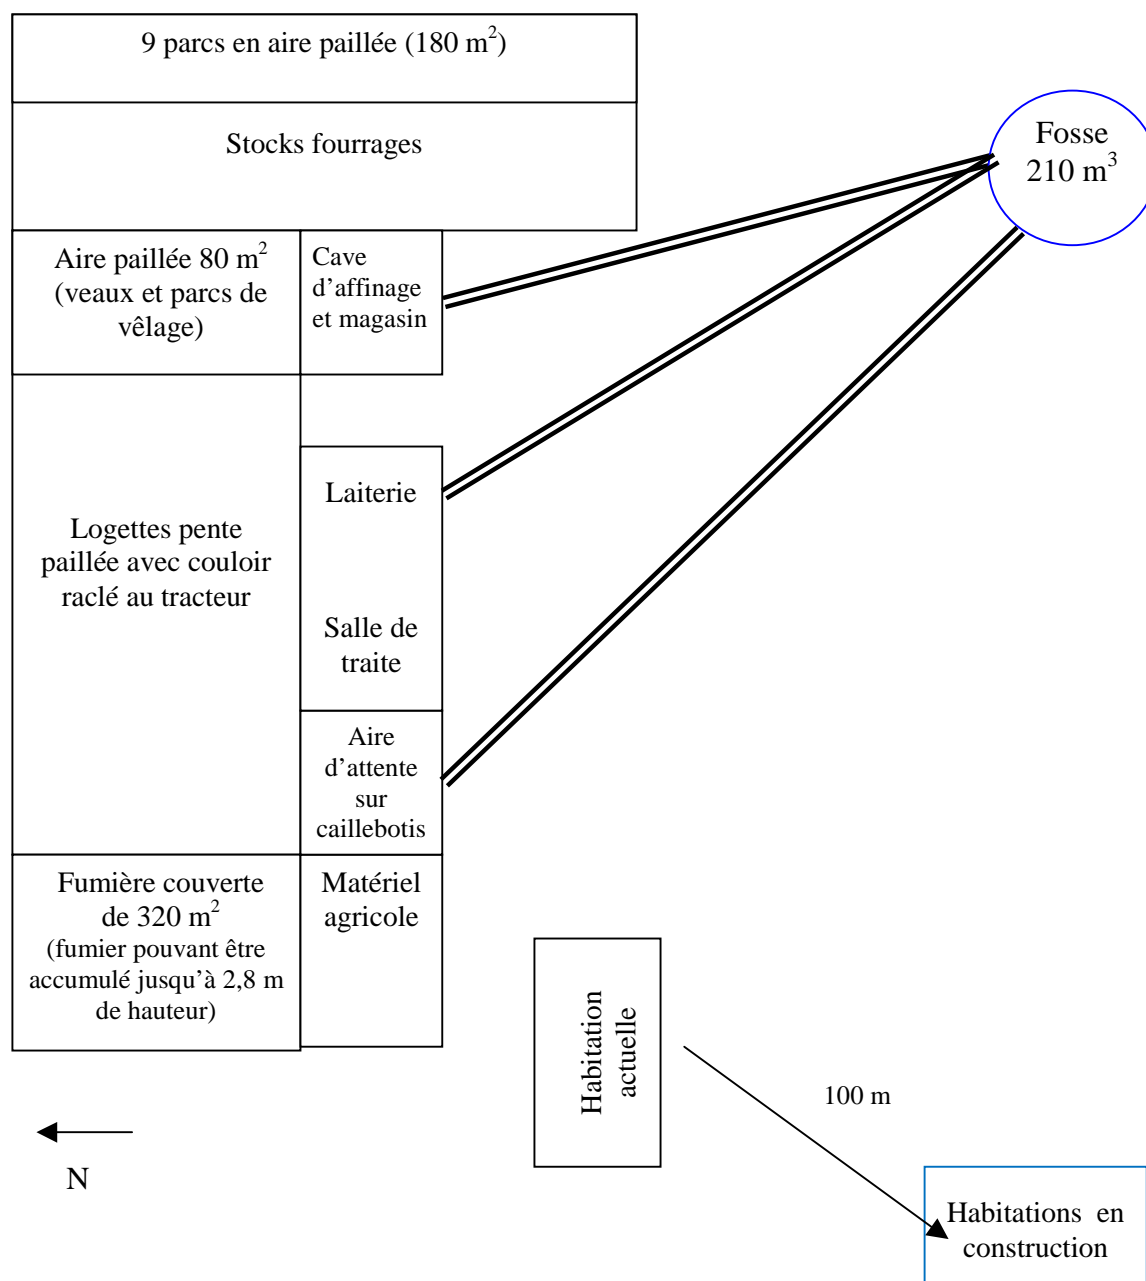 9 parcs en aire paillée (180 m²)
Stocks fourrages
Fosse
210 m³
Aire paillée 80 m²
(veaux et parcs de
vêlage)
Cave
d’affinage
et magasin
Laiterie
Logettes pente
paillée avec couloir
raclé au tracteur
Salle de
traite
Aire
d’attente
sur
caillebotis
Fumière couverte
de 320 m²
(fumier pouvant être
accumulé jusqu’à 2,8 m
de hauteur)
Matériel
agricole
Habitation
actuelle
100 m
N
Habitations en
construction